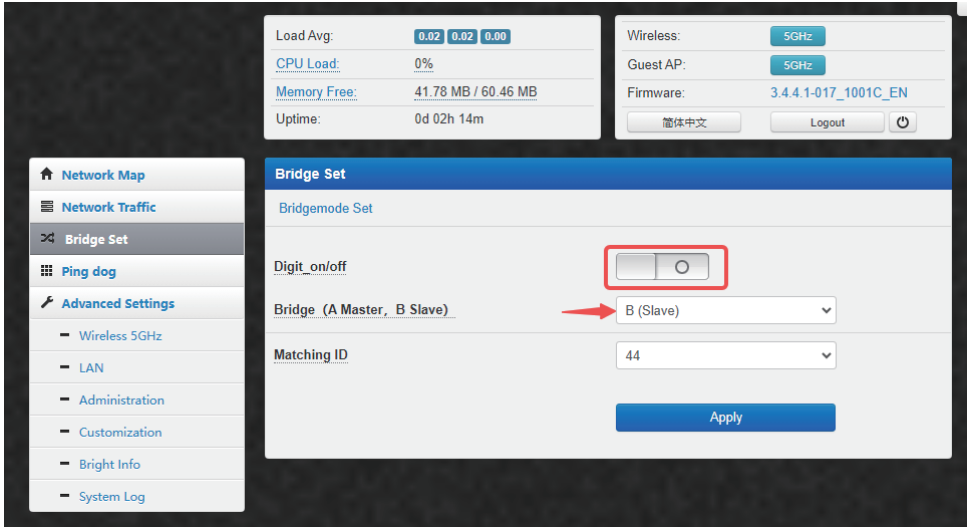 Load Avg: 0.02 0.02 0.00
CPU Load: 0%
Memory Free: 41.78 MB / 60.46 MB
Uptime: 0d 02h 14m
Wireless: 5GHz
Guest AP: 5GHz
Firmware: 3.4.4.1-017_1001C_EN
简体中文 Logout
Network Map
Network Traffic
Bridge Set
Ping dog
Advanced Settings
Wireless 5GHz
LAN
Administration
Customization
Bright Info
System Log
Bridge Set
Bridgemode Set
Digit_on/off
Bridge (A Master, B Slave) B (Slave)
Matching ID 44
Apply